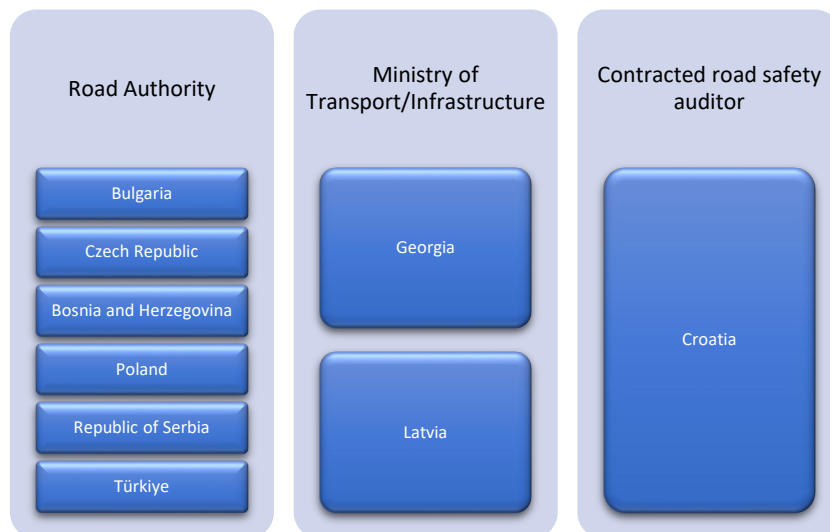 Road Authority
Bulgaria
Czech Republic
Bosnia and Herzegovina
Poland
Republic of Serbia
Türkiye
Ministry of
Transport/Infrastructure
Georgia
Latvia
Contracted road safety
auditor
Croatia